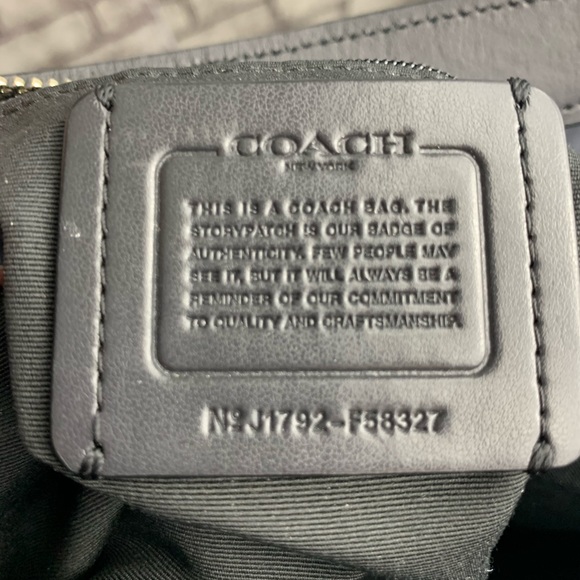 COACH
NEW YORK
THIS IS A COACH BAG. THE
STORYPATCH IS OUR BADGE OF
AUTHENTICITY. FEW PEOPLE MAY
SEE IT, BUT IT WILL ALWAYS BE A
REMINDER OF OUR COMMITMENT
TO QUALITY AND CRAFTSMANSHIP.
Nº J1792-F58327